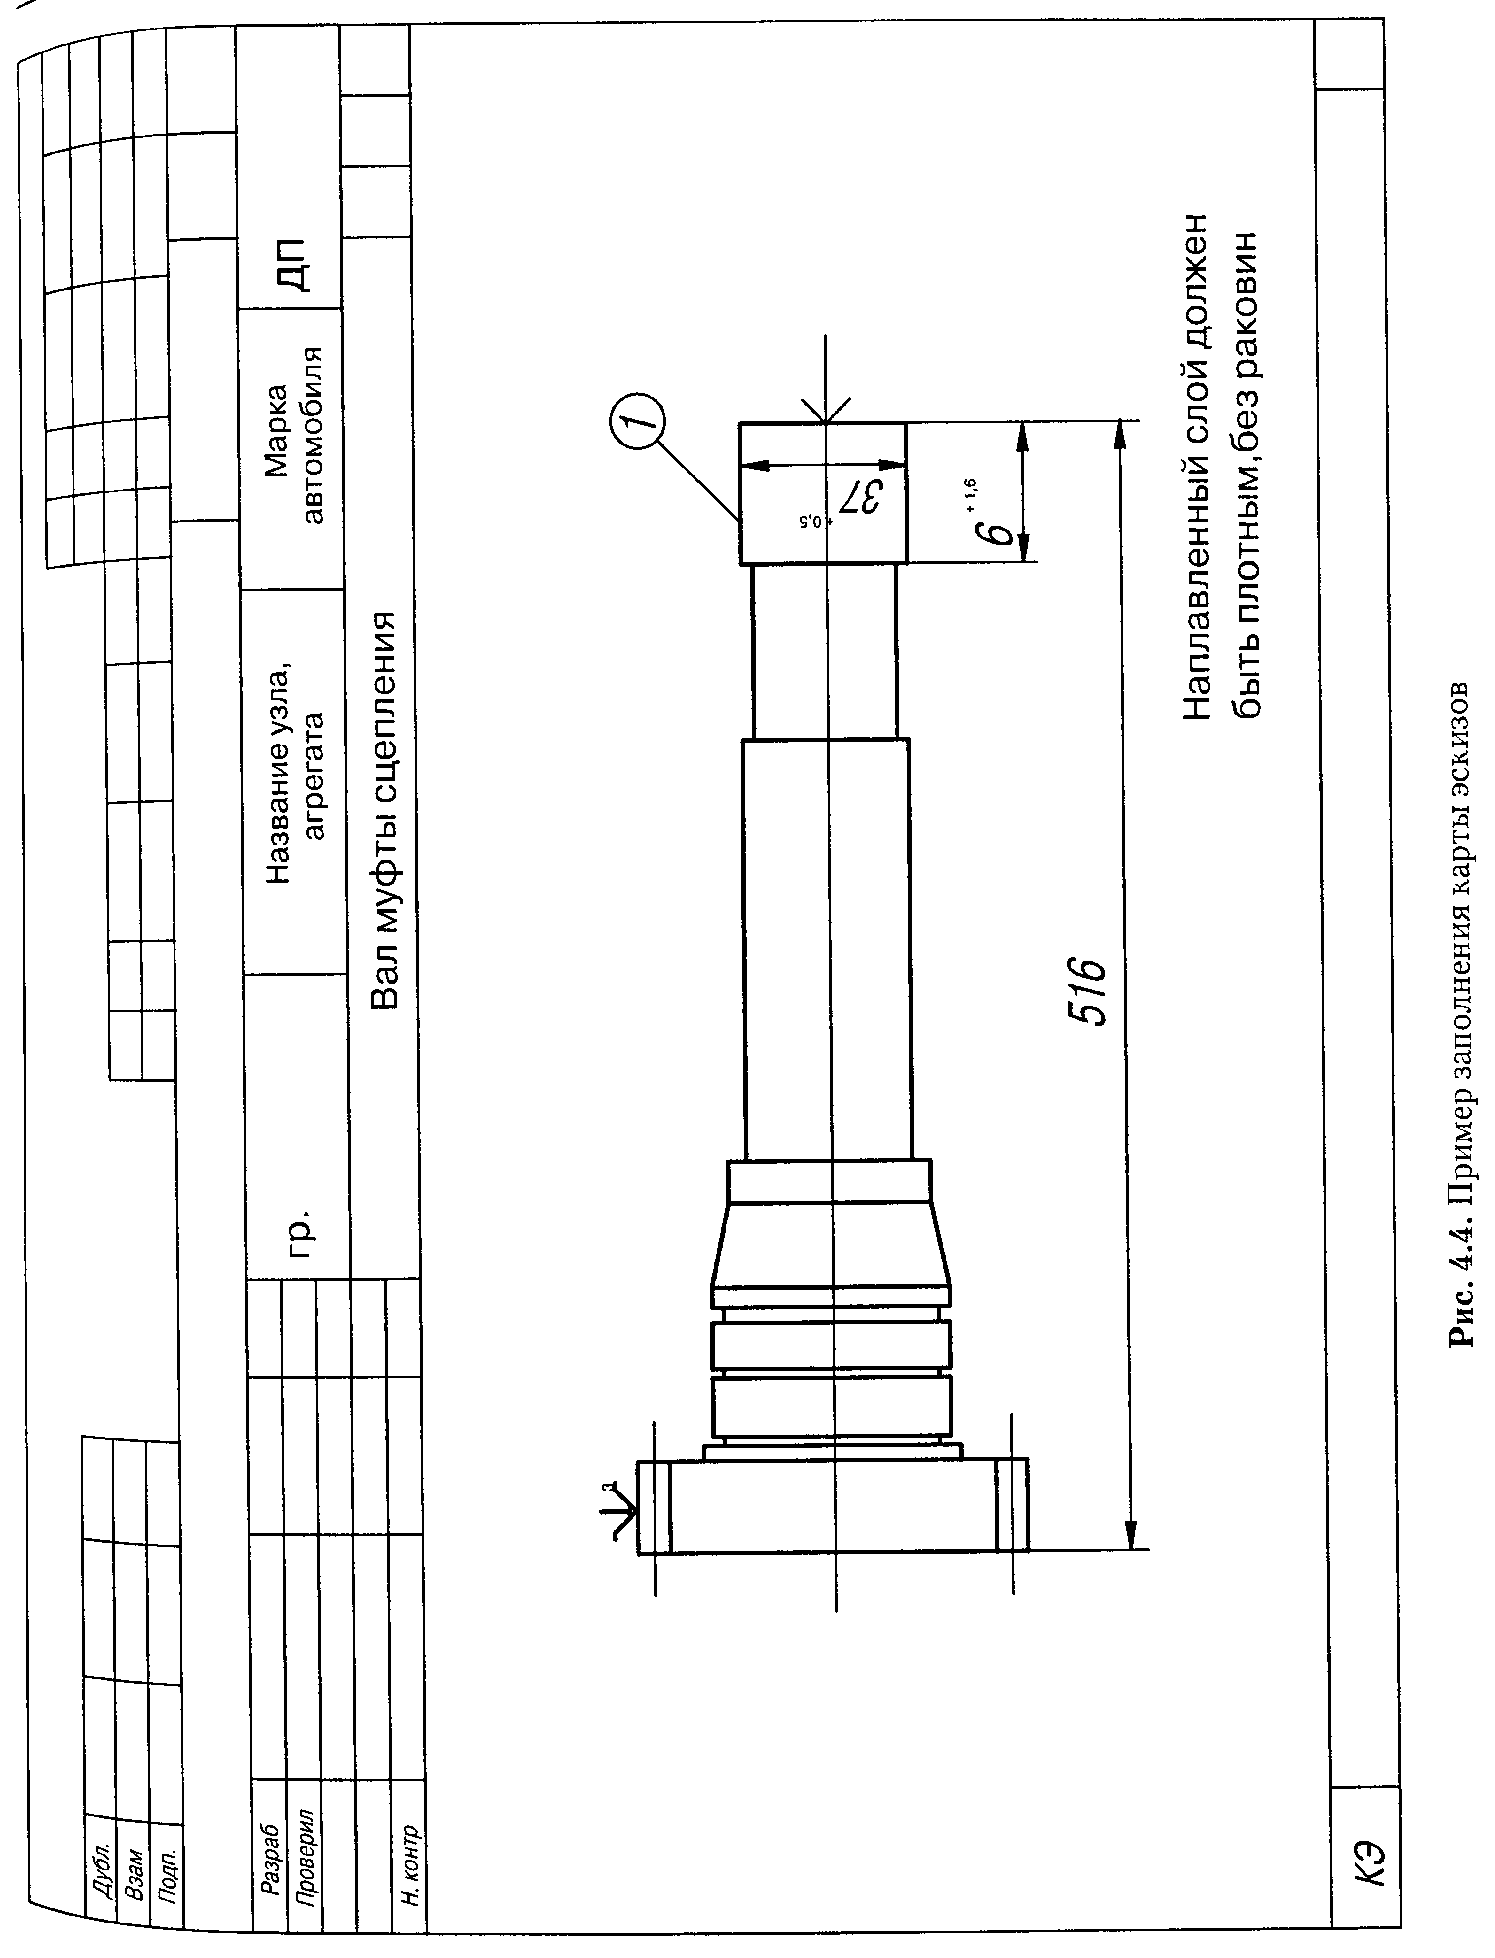 Дубл.
Взам
Подп.
Разраб
Проверил
Н. контр
гр.
Название узла,
агрегата
Марка
автомобиля
ДП
Вал муфты сцепления
1
37
+ 0,5
9
+ 1,6
3
516
Наплавленный слой должен
быть плотным,без раковин
КЭ
Рис. 4.4. Пример заполнения карты эскизов